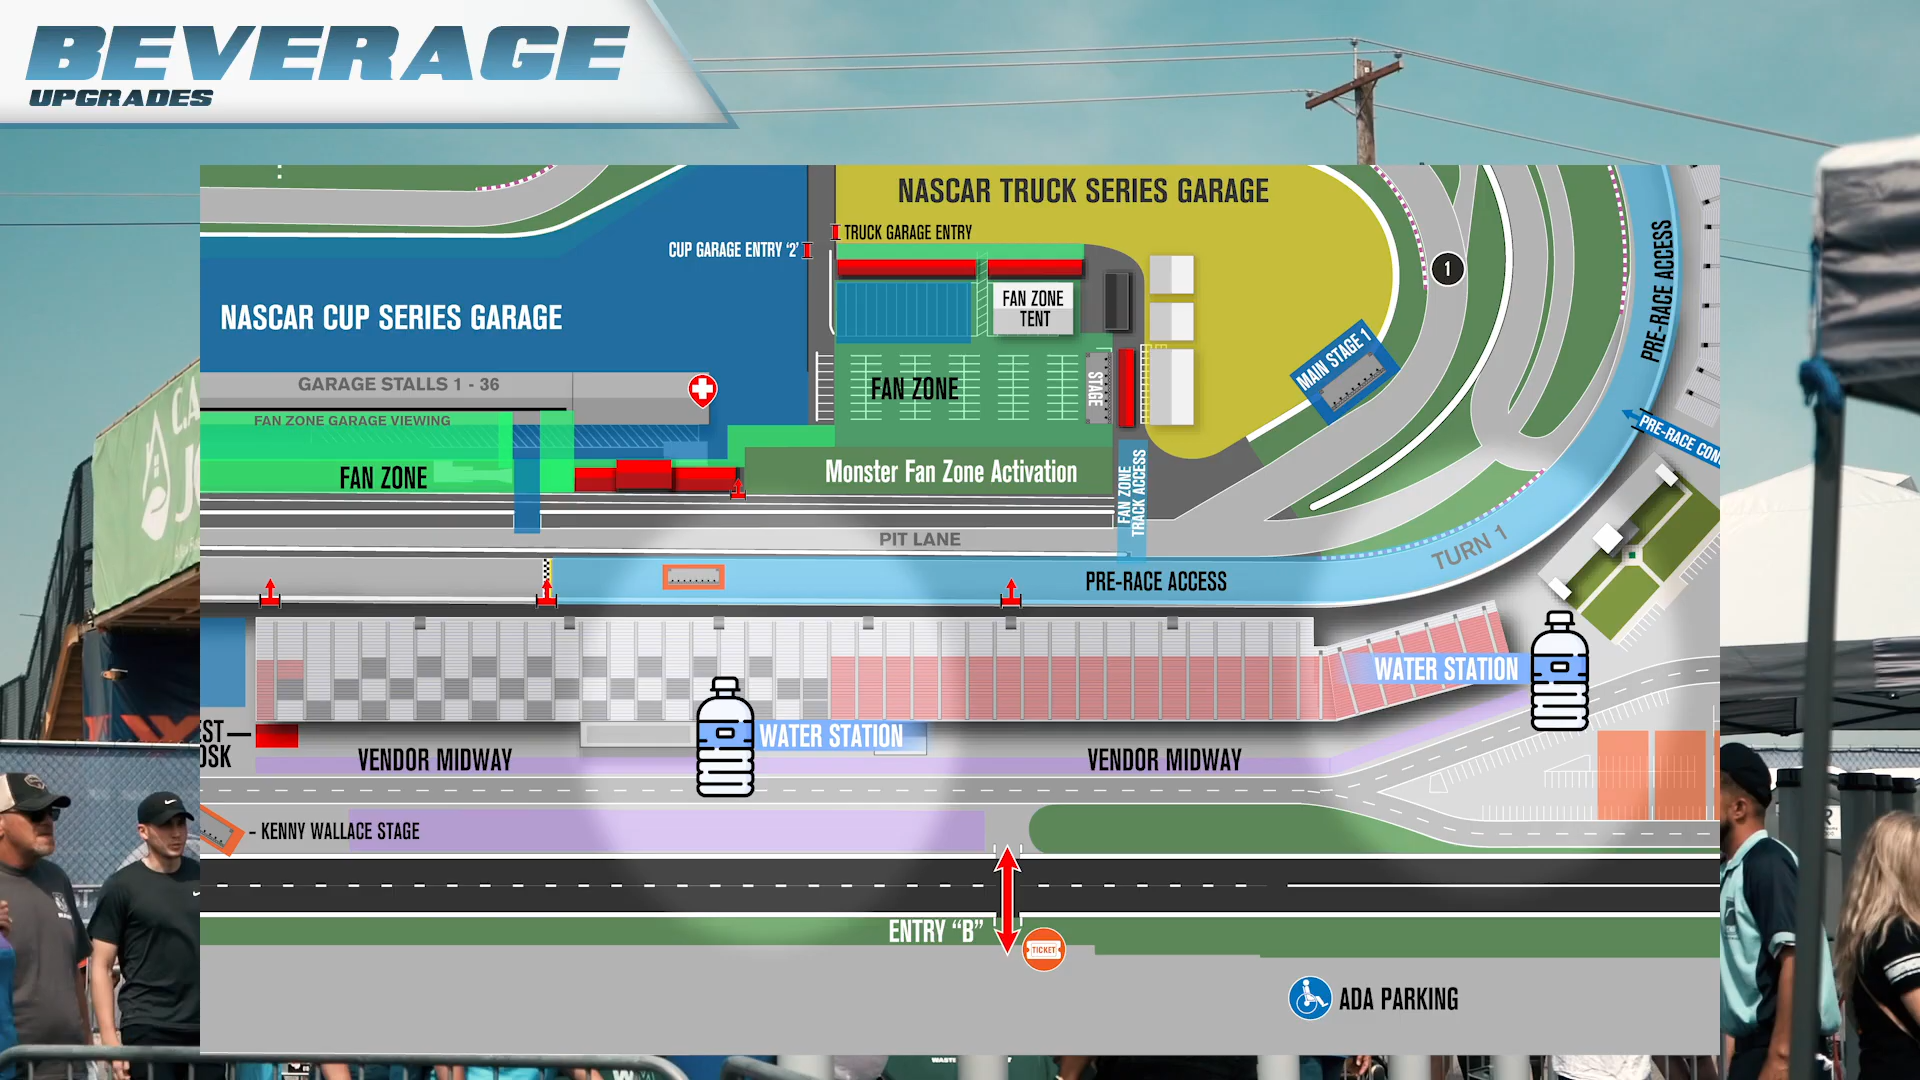 BEVERAGE
UPGRADES
NASCAR TRUCK SERIES GARAGE
TRUCK GARAGE ENTRY
CUP GARAGE ENTRY '2'
NASCAR CUP SERIES GARAGE
FAN ZONE
TENT
1
PRE-RACE ACCESS
MAIN STAGE 1
GARAGE STALLS 1 - 36
FAN ZONE
STAGE
FAN ZONE GARAGE VIEWING
PRE-RACE CON
FAN ZONE
Monster Fan Zone Activation
FAN ZONE
TRACK ACCESS
PIT LANE
TURN 1
PRE-RACE ACCESS
WATER STATION
WATER STATION
EST
OSK
VENDOR MIDWAY
VENDOR MIDWAY
- KENNY WALLACE STAGE
ENTRY "B"
TICKET
ADA PARKING